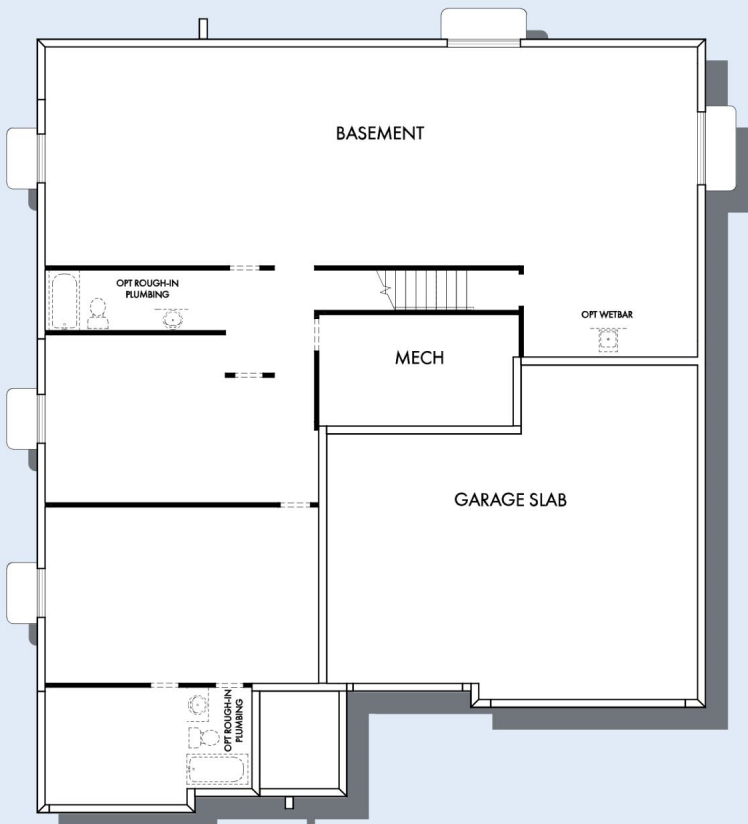 BASEMENT
OPT ROUGH-IN
PLUMBING
OPT WETBAR
MECH
GARAGE SLAB
OPT ROUGH-IN
PLUMBING